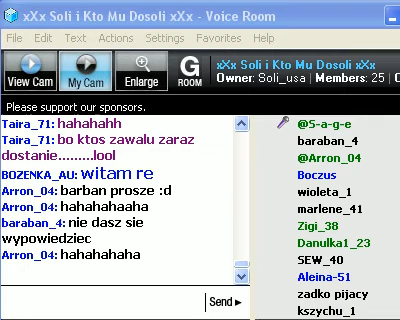 xXx Soli i Kto Mu Dosoli xXx - Voice Room
File Edit Text Actions Settings Favorites Help
View Cam
My Cam
Enlarge
G
ROOM
xXx Soli i Kto Mu Dosoli xXx
Owner: Soli_usa | Members: 25 |
Please support our sponsors.
Taira_71: hahahahh
Taira_71: bo ktos zawalu zaraz
dostanie.........lool
BOZENKA_AU: witam re
Arron_04: barban prosze :d
Arron_04: hahahahaaha
baraban_4: nie dasz sie
wypowiedziec
Arron_04: hahahahaha
Send
@S-a-g-e
baraban_4
@Arron_04
Boczus
wioleta_1
marlene_41
Zigi_38
Danulka1_23
SEW_40
Aleina-51
zadko pijacy
kszychu_1